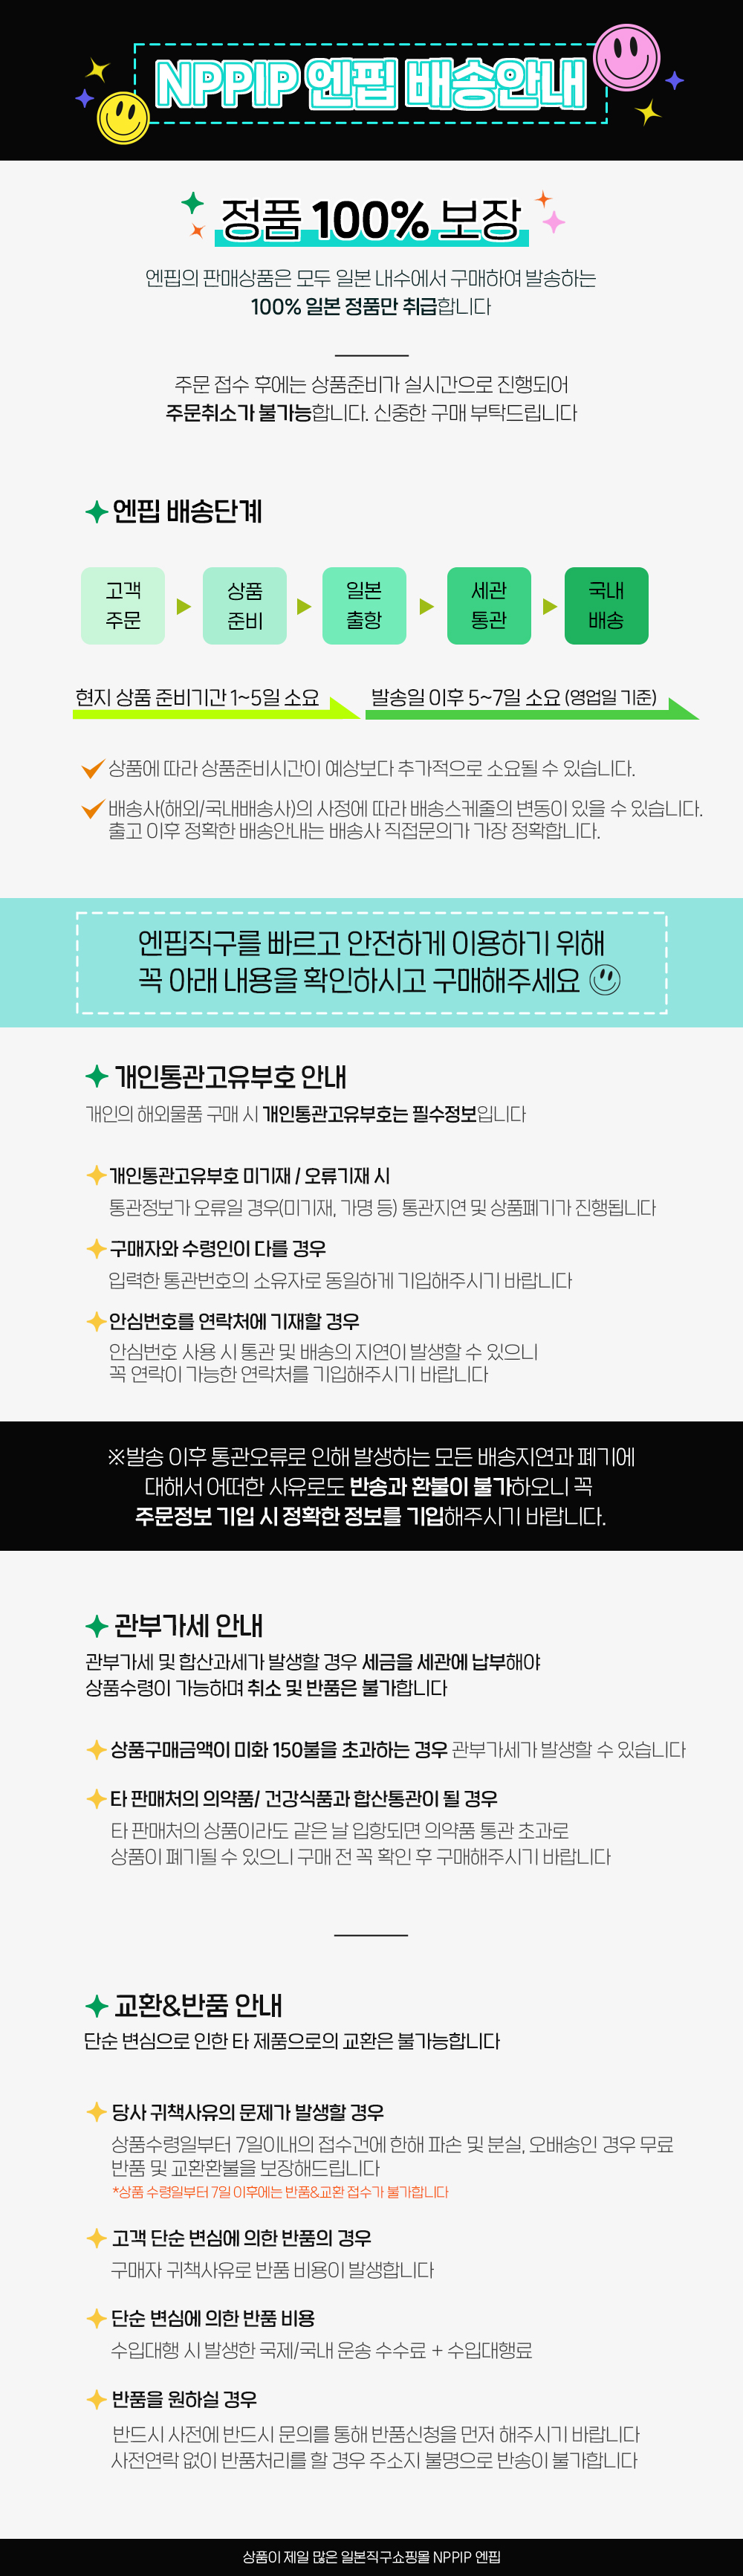 NPPIP 엔핍 배송안내
정품 100% 보장
엔핍의 판매상품은 모두 일본 내수에서 구매하여 발송하는
100% 일본 정품만 취급합니다
주문 접수 후에는 상품준비가 실시간으로 진행되어
주문취소가 불가능합니다. 신중한 구매 부탁드립니다
엔핍 배송단계
고객
주문
상품
준비
일본
출항
세관
통관
국내
배송
현지 상품 준비기간 1~5일 소요
발송일 이후 5~7일 소요 (영업일 기준)
상품에 따라 상품준비시간이 예상보다 추가적으로 소요될 수 있습니다.
배송사(해외/국내배송사)의 사정에 따라 배송스케줄의 변동이 있을 수 있습니다.
출고 이후 정확한 배송안내는 배송사 직접문의가 가장 정확합니다.
엔핍직구를 빠르고 안전하게 이용하기 위해
꼭 아래 내용을 확인하시고 구매해주세요
개인통관고유부호 안내
개인의 해외물품 구매 시 개인통관고유부호는 필수정보입니다
개인통관고유부호 미기재 / 오류기재 시
통관정보가 오류일 경우(미기재, 가명 등) 통관지연 및 상품폐기가 진행됩니다
구매자와 수령인이 다를 경우
입력한 통관번호의 소유자로 동일하게 기입해주시기 바랍니다
안심번호를 연락처에 기재할 경우
안심번호 사용 시 통관 및 배송의 지연이 발생할 수 있으니
꼭 연락이 가능한 연락처를 기입해주시기 바랍니다
※발송 이후 통관오류로 인해 발생하는 모든 배송지연과 폐기에
대해서 어떠한 사유로도 반송과 환불이 불가하오니 꼭
주문정보 기입 시 정확한 정보를 기입해주시기 바랍니다.
관부가세 안내
관부가세 및 합산과세가 발생할 경우 세금을 세관에 납부해야
상품수령이 가능하며 취소 및 반품은 불가합니다
상품구매금액이 미화 150불을 초과하는 경우 관부가세가 발생할 수 있습니다
타 판매처의 의약품/ 건강식품과 합산통관이 될 경우
타 판매처의 상품이라도 같은 날 입항되면 의약품 통관 초과로
상품이 폐기될 수 있으니 구매 전 꼭 확인 후 구매해주시기 바랍니다
교환&반품 안내
단순 변심으로 인한 타 제품으로의 교환은 불가능합니다
당사 귀책사유의 문제가 발생할 경우
상품수령일부터 7일이내의 접수건에 한해 파손 및 분실, 오배송인 경우 무료
반품 및 교환환불을 보장해드립니다
*상품 수령일부터 7일 이후에는 반품&교환 접수가 불가합니다
고객 단순 변심에 의한 반품의 경우
구매자 귀책사유로 반품 비용이 발생합니다
단순 변심에 의한 반품 비용
수입대행 시 발생한 국제/국내 운송 수수료 + 수입대행료
반품을 원하실 경우
반드시 사전에 반드시 문의를 통해 반품신청을 먼저 해주시기 바랍니다
사전연락 없이 반품처리를 할 경우 주소지 불명으로 반송이 불가합니다
상품이 제일 많은 일본직구쇼핑몰 NPPIP 엔핍